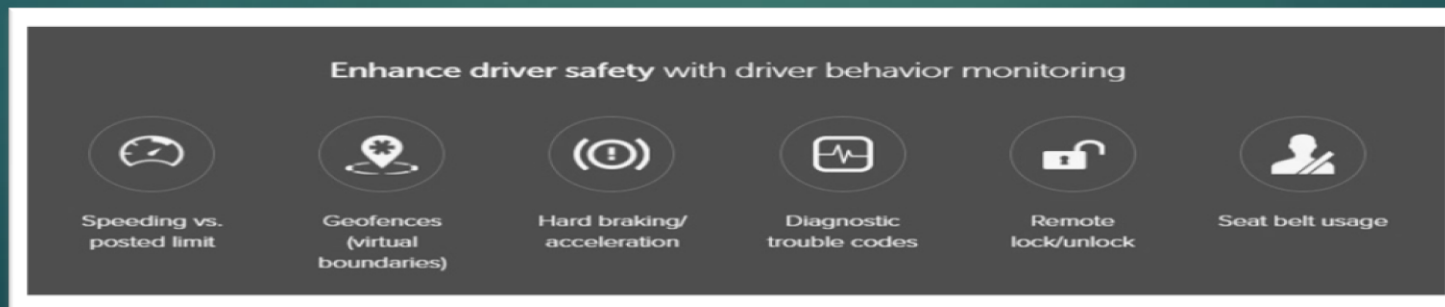 Enhance driver safety with driver behavior monitoring
Speeding vs.
posted limit
Geofences
(virtual
boundaries)
Hard braking/
acceleration
Diagnostic
trouble codes
Remote
lock/unlock
Seat belt usage